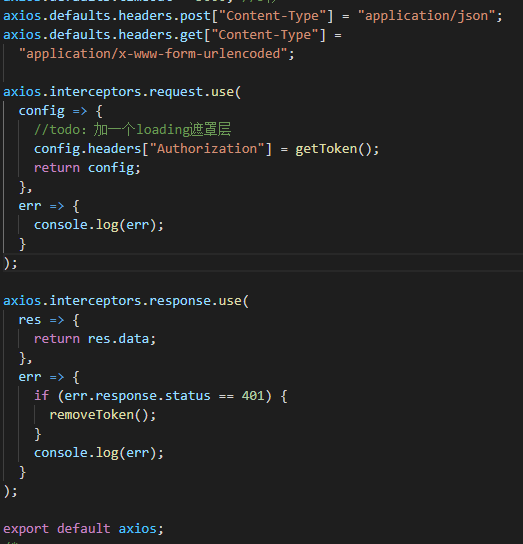 axios.defaults.headers.post["Content-Type"] = "application/json";
axios.defaults.headers.get["Content-Type"] =
"application/x-www-form-urlencoded";
axios.interceptors.request.use(
config => {
//todo: 加一个loading遮罩层
config.headers["Authorization"] = getToken();
return config;
},
err => {
console.log(err);
}
);
axios.interceptors.response.use(
res => {
return res.data;
},
err => {
if (err.response.status == 401) {
removeToken();
}
console.log(err);
}
);
export default axios;